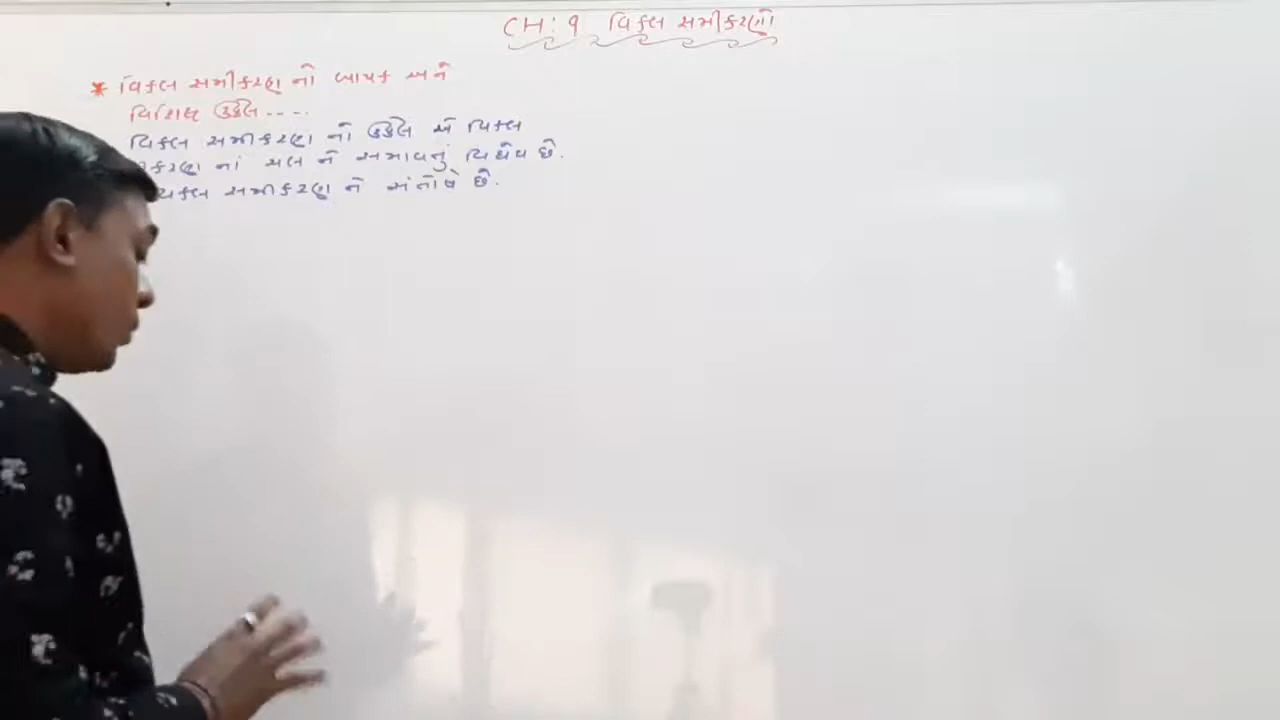 CH: 9 વિકલ સમીકરણો
* વિકલ સમીકરણ નો વ્યાપક અને
વિશિષ્ટ ઉકેલ....
વિકલ સમીકરણ નો ઉકેલ એ વિકલ
કરણ નાં ચલ ને સમાવતું વિધેય છે.
વિકલ સમીકરણ ને સંતોષે છે.